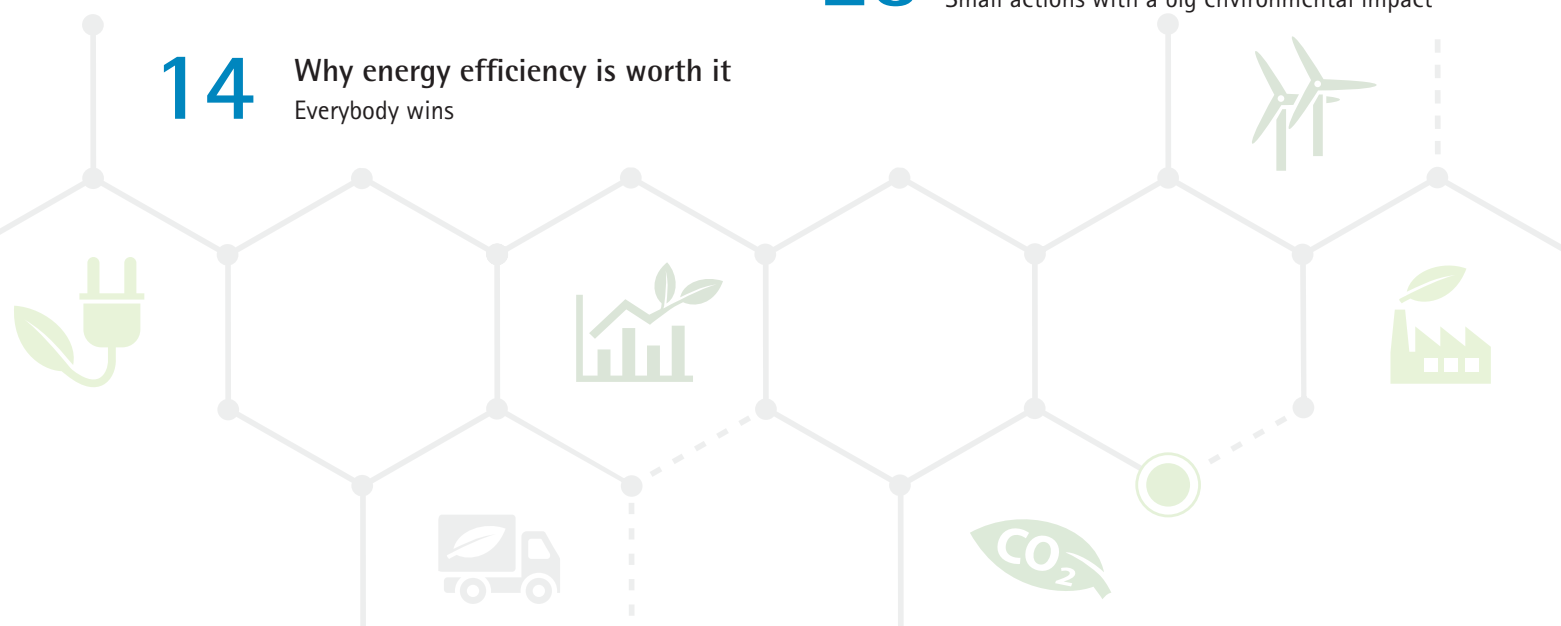 Small actions with a big environmental impact
14
Why energy efficiency is worth it
Everybody wins
CO₂